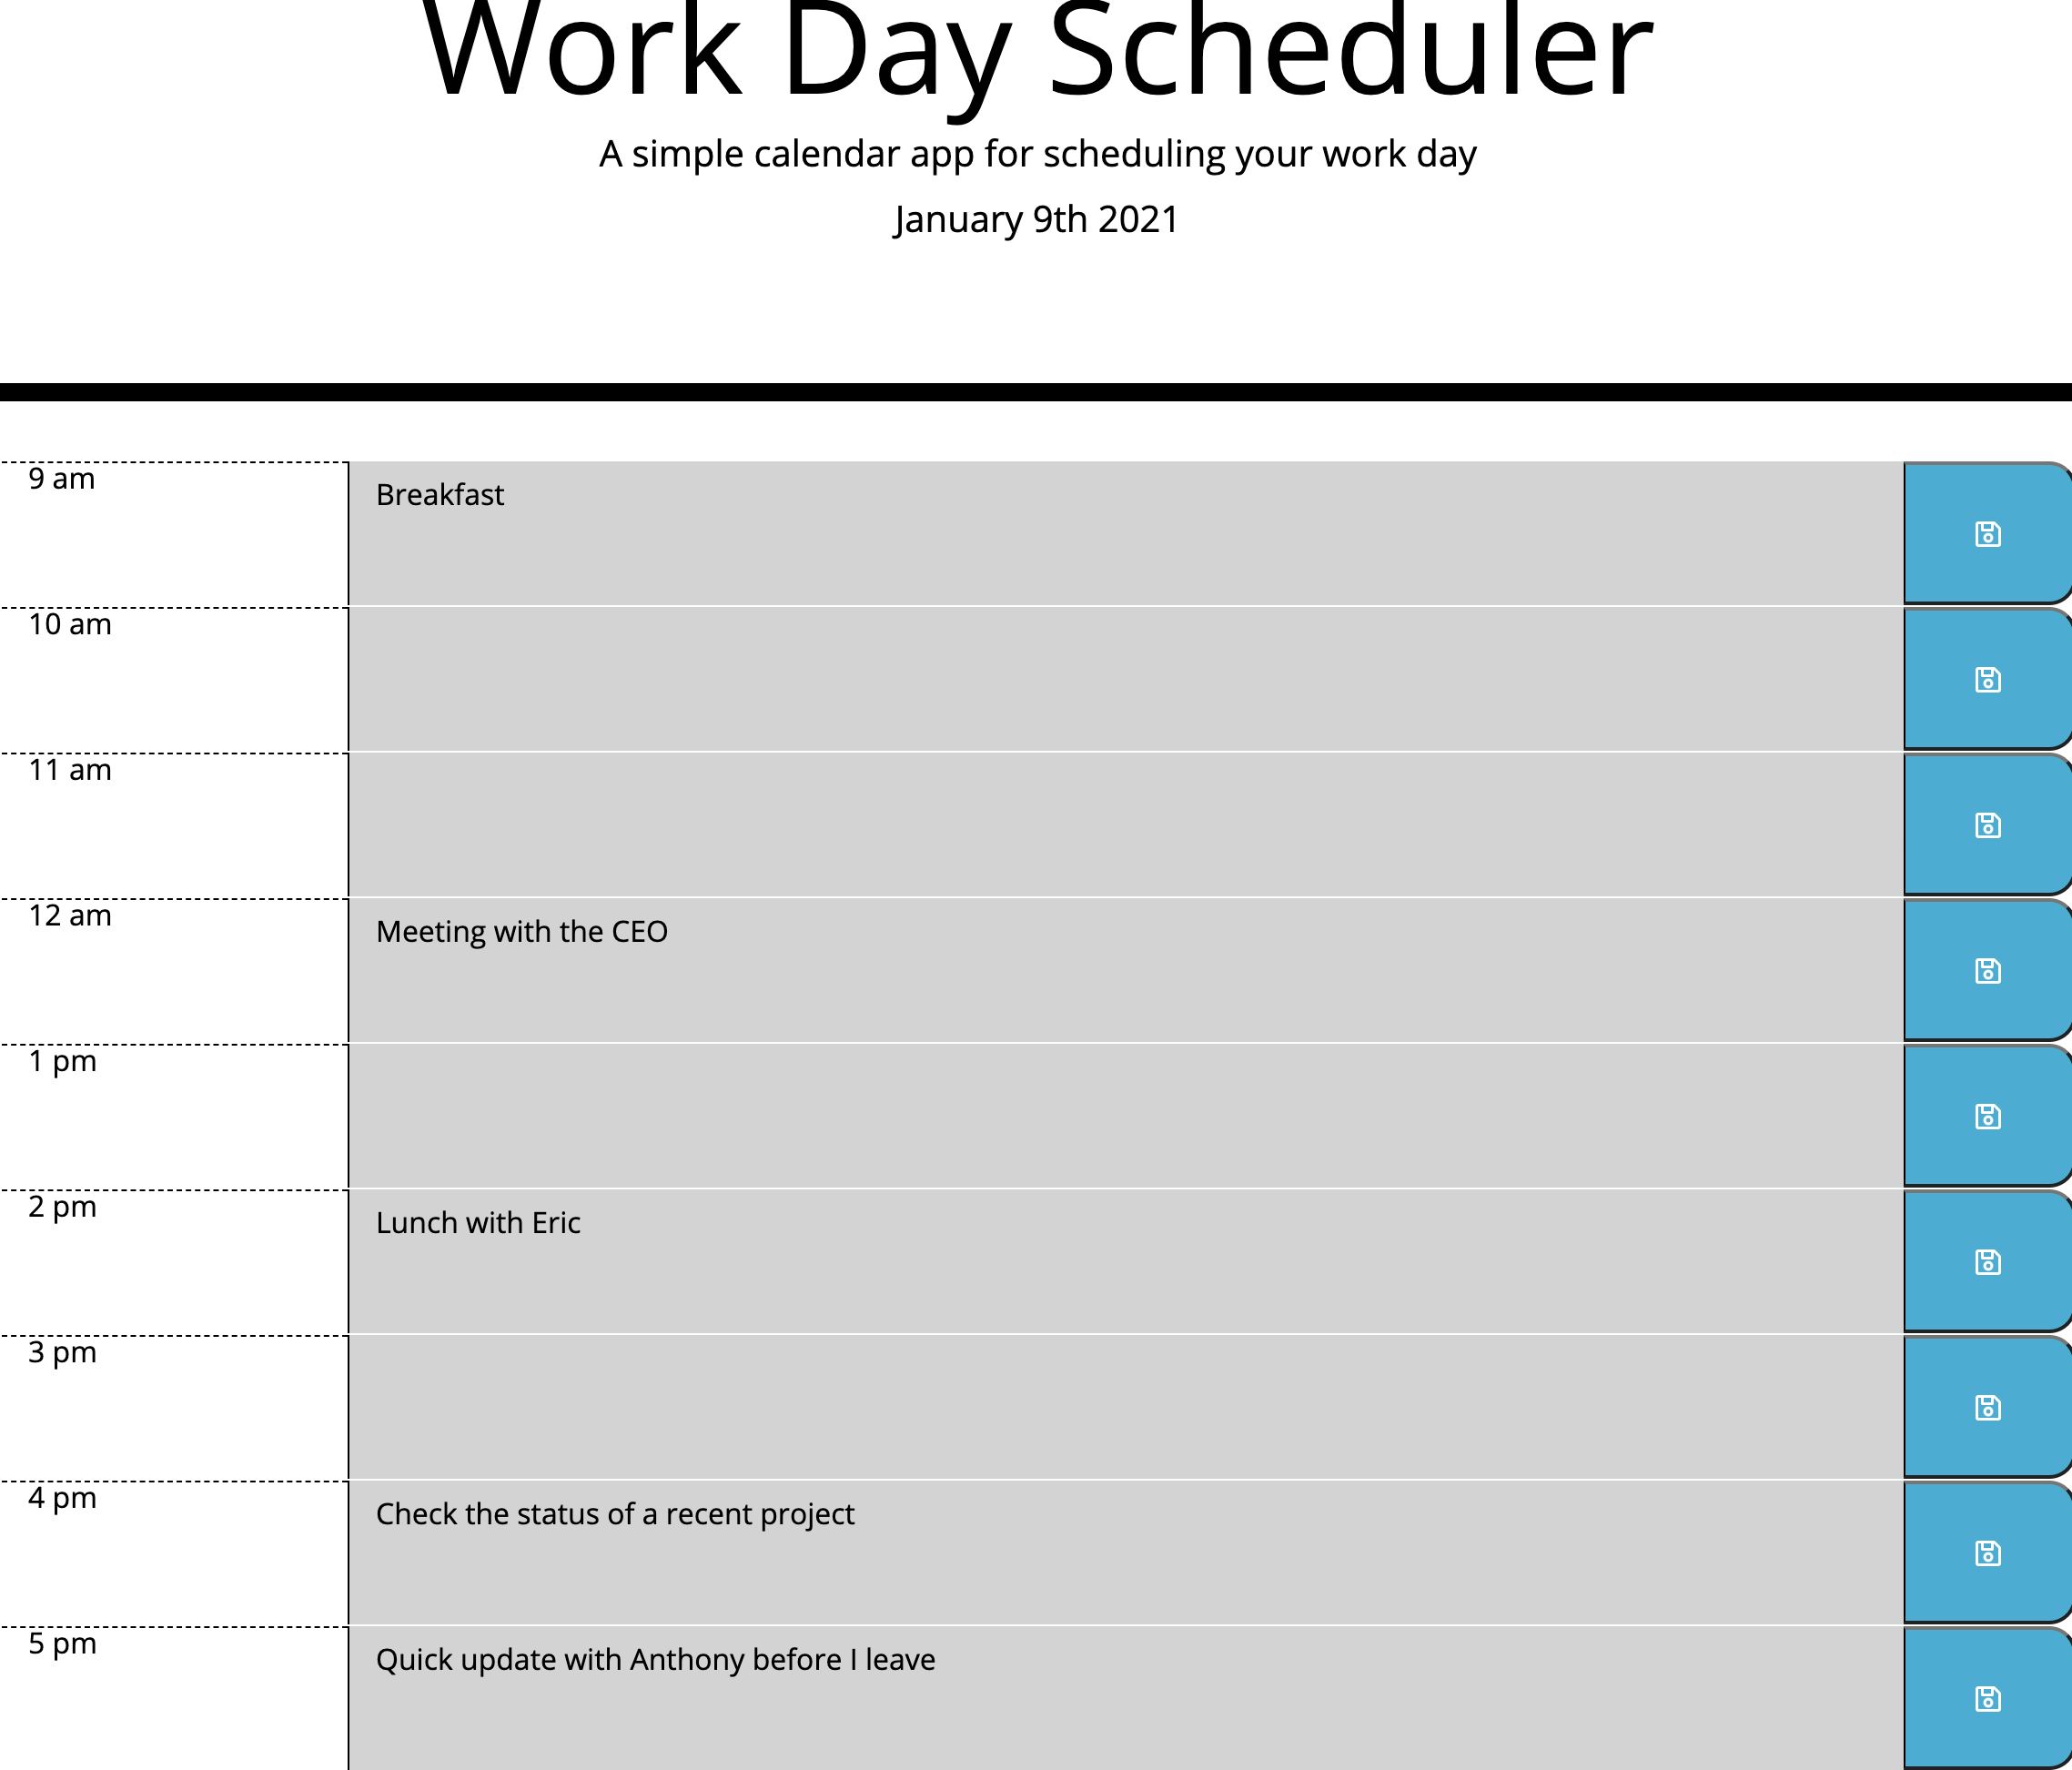 Work Day Scheduler
A simple calendar app for scheduling your work day
January 9th 2021
9 am
Breakfast
10 am
11 am
12 am
Meeting with the CEO
1 pm
2 pm
Lunch with Eric
3 pm
4 pm
Check the status of a recent project
5 pm
Quick update with Anthony before I leave